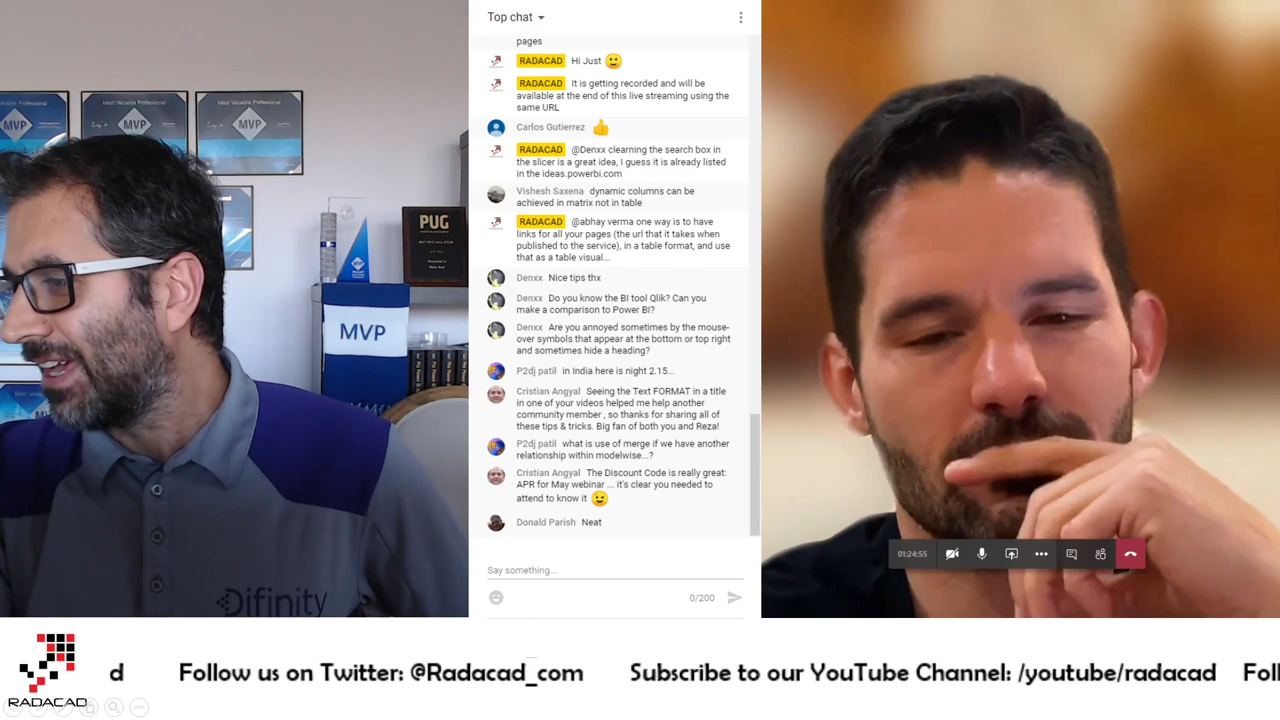 Most Valuable Professional
Most Valuable Professional
Most Valuable Professional
MVP
MVP
MVP
PUG
MVP
Difinity
Top chat
pages
RADACAD Hi Just
RADACAD It is getting recorded and will be
available at the end of this live streaming using the
same URL
Carlos Gutierrez
RADACAD @Denxx clearning the search box in
the slicer is a great idea, I guess it is already listed
in the ideas.powerbi.com
Vishesh Saxena dynamic columns can be
achieved in matrix not in table
RADACAD @abhay verma one way is to have
links for all your pages (the url that it takes when
published to the service), in a table format, and use
that as a table visual...
Denxx Nice tips thx
Denxx Do you know the BI tool Qlik? Can you
make a comparison to Power BI?
Denxx Are you annoyed sometimes by the mouse-
over symbols that appear at the bottom or top right
and sometimes hide a heading?
P2dj patil in India here is night 2.15...
Cristian Angyal Seeing the Text FORMAT in a title
in one of your videos helped me help another
community member , so thanks for sharing all of
these tips & tricks. Big fan of both you and Reza!
P2dj patil what is use of merge if we have another
relationship within modelwise...?
Cristian Angyal The Discount Code is really great:
APR for May webinar ... it's clear you needed to
attend to know it
Donald Parish Neat
Say something...
0/200
01:24:55
RADACAD
d Follow us on Twitter: @Radacad_com Subscribe to our YouTube Channel: /youtube/radacad Foll